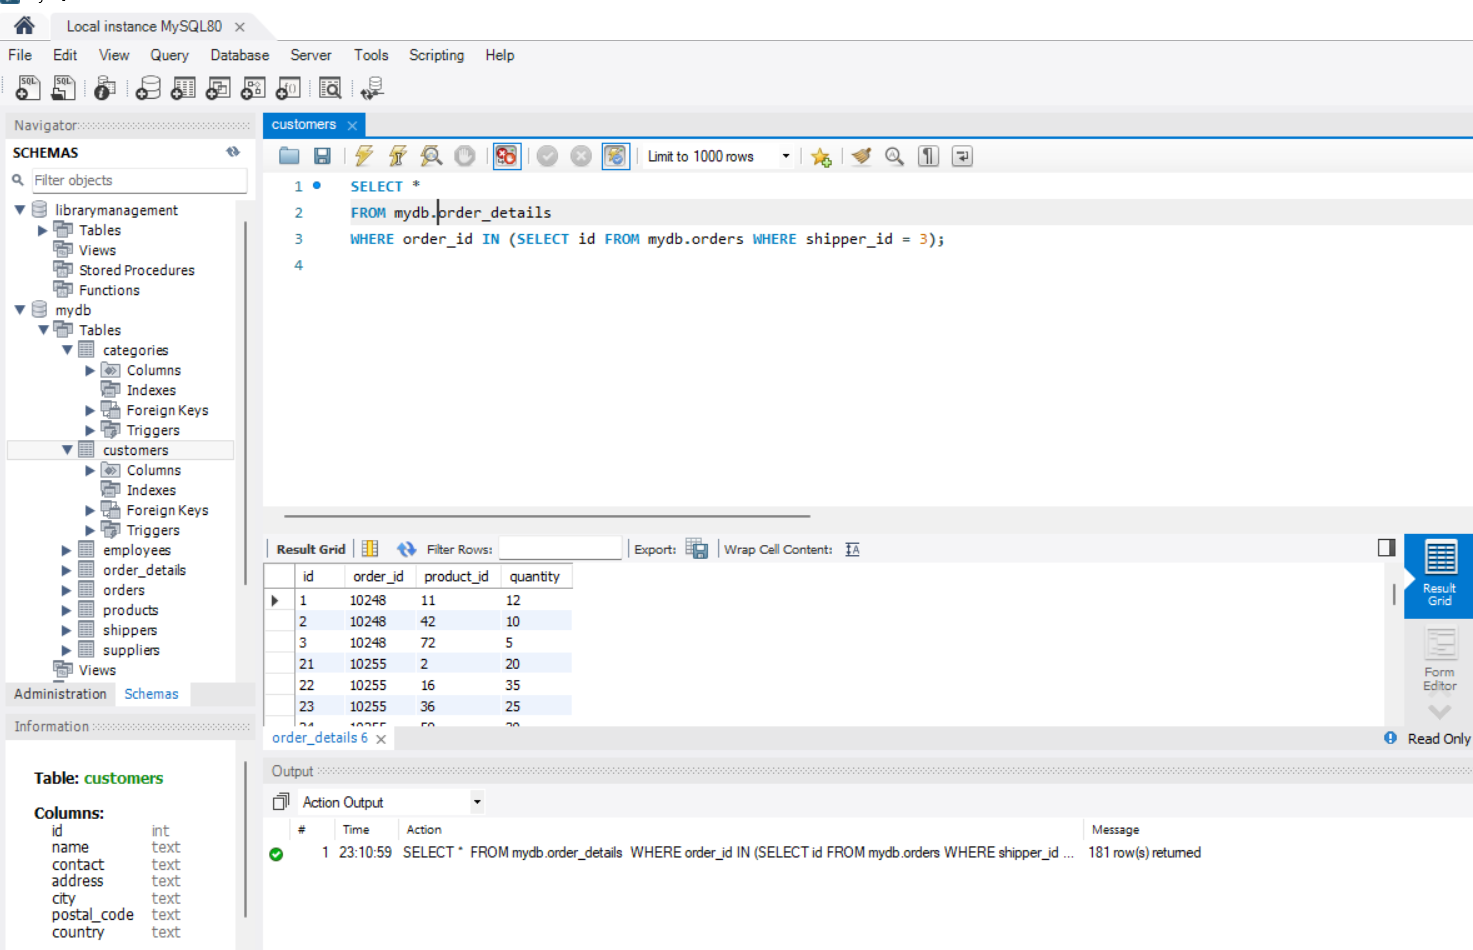 Local instance MySQL80
File Edit View Query Database Server Tools Scripting Help
Navigator
SCHEMAS
Filter objects
librarymanagement
Tables
Views
Stored Procedures
Functions
mydb
Tables
categories
Columns
Indexes
Foreign Keys
Triggers
customers
Columns
Indexes
Foreign Keys
Triggers
employees
order_details
orders
products
shippers
suppliers
Views
Administration Schemas
Information
Table: customers
Columns:
id int
name text
contact text
address text
city text
postal_code text
country text
customers
Limit to 1000 rows
1 SELECT *
2 FROM mydb.order_details
3 WHERE order_id IN (SELECT id FROM mydb.orders WHERE shipper_id = 3);
4
Result Grid Filter Rows: Export: Wrap Cell Content:
id order_id product_id quantity
1 10248 11 12
2 10248 42 10
3 10248 72 5
21 10255 2 20
22 10255 16 35
23 10255 36 25
Result
Grid
Form
Editor
order_details 6 Read Only
Output
Action Output
# Time Action Message
1 23:10:59 SELECT * FROM mydb.order_details WHERE order_id IN (SELECT id FROM mydb.orders WHERE shipper_id ... 181 row(s) returned